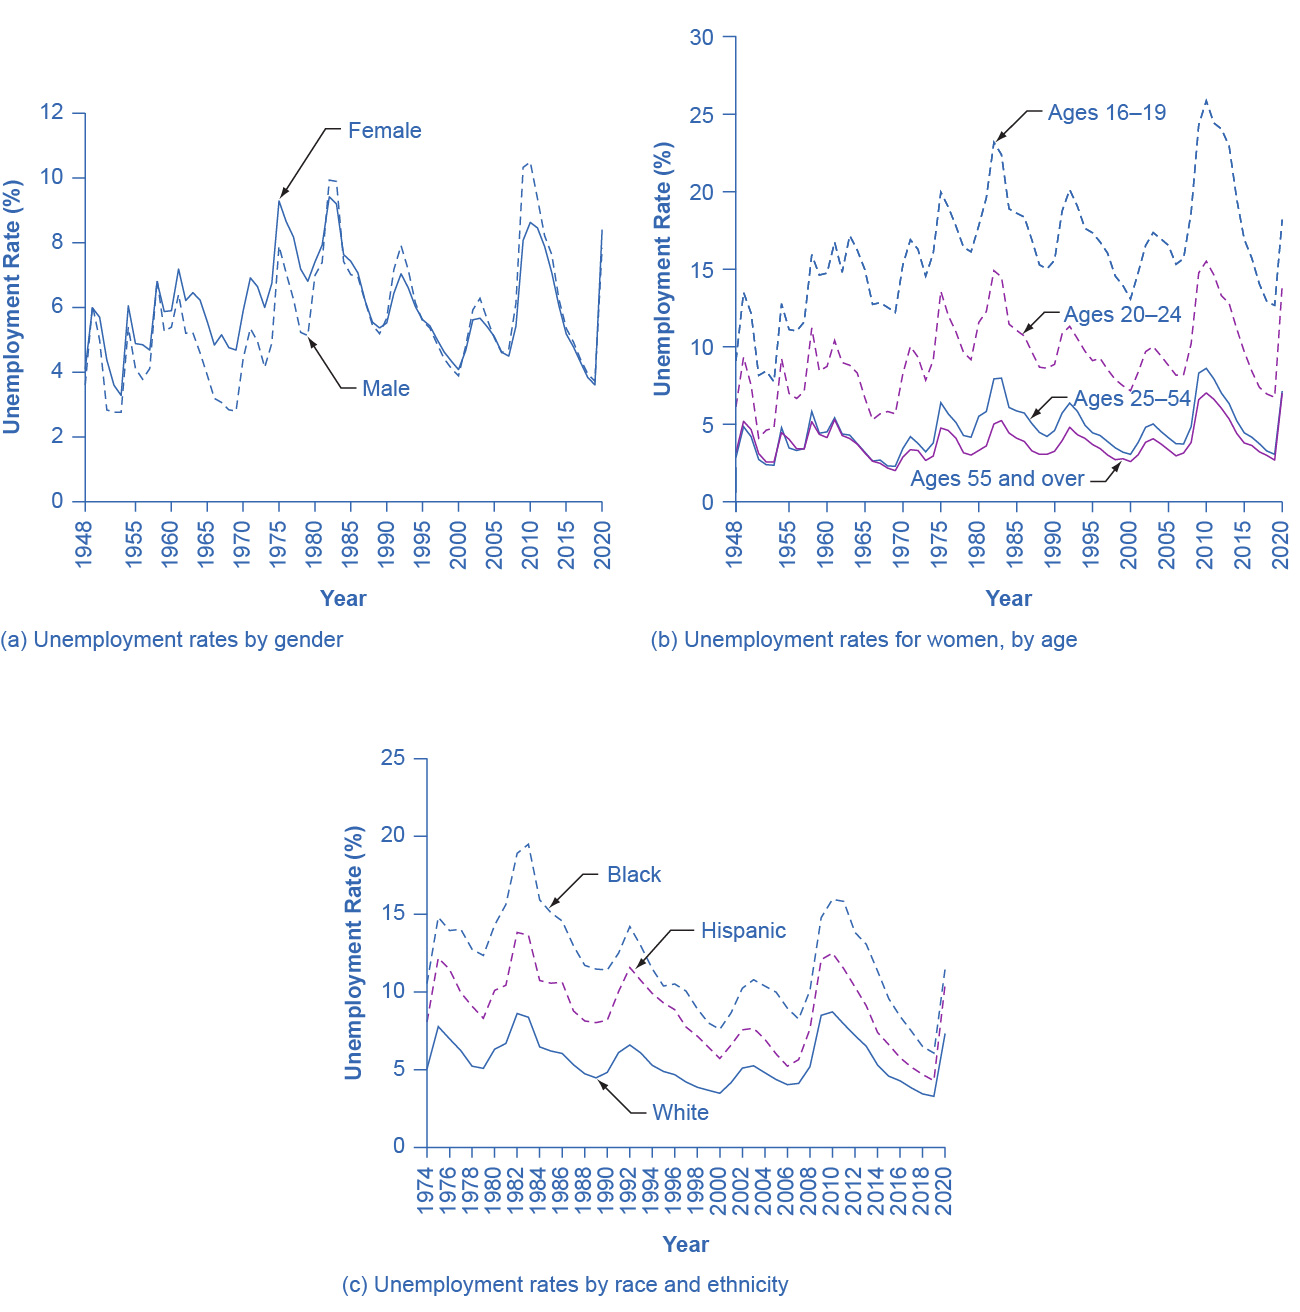 12
10
8
6
4
2
0
Unemployment Rate (%)
Female
Male
1948 1955 1960 1965 1970 1975 1980 1985 1990 1995 2000 2005 2010 2015 2020
Year
(a) Unemployment rates by gender
30
25
20
15
10
5
0
Unemployment Rate (%)
Ages 16–19
Ages 20–24
Ages 25–54
Ages 55 and over
1948 1955 1960 1965 1970 1975 1980 1985 1990 1995 2000 2005 2010 2015 2020
Year
(b) Unemployment rates for women, by age
25
20
15
10
5
0
Unemployment Rate (%)
Black
Hispanic
White
1974 1976 1978 1980 1982 1984 1986 1988 1990 1992 1994 1996 1998 2000 2002 2004 2006 2008 2010 2012 2014 2016 2018 2020
Year
(c) Unemployment rates by race and ethnicity